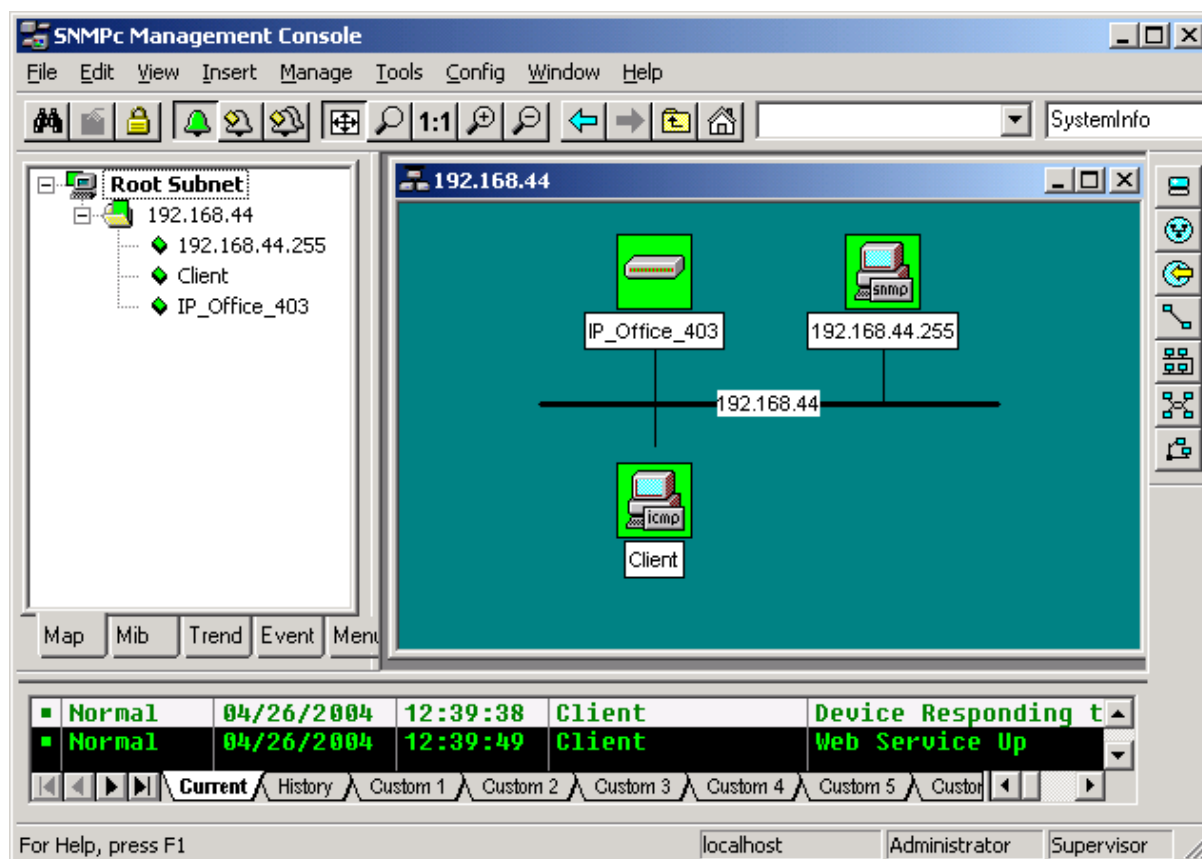 SNMPc Management Console
File Edit View Insert Manage Tools Config Window Help
1:1 SystemInfo
Root Subnet
192.168.44
192.168.44.255
Client
IP_Office_403
Map Mib Trend Event Menu
192.168.44
IP_Office_403
snmp
192.168.44.255
192.168.44
icmp
Client
Normal 04/26/2004 12:39:38 Client Device Responding t
Normal 04/26/2004 12:39:49 Client Web Service Up
Current History Custom 1 Custom 2 Custom 3 Custom 4 Custom 5 Custor
For Help, press F1 localhost Administrator Supervisor